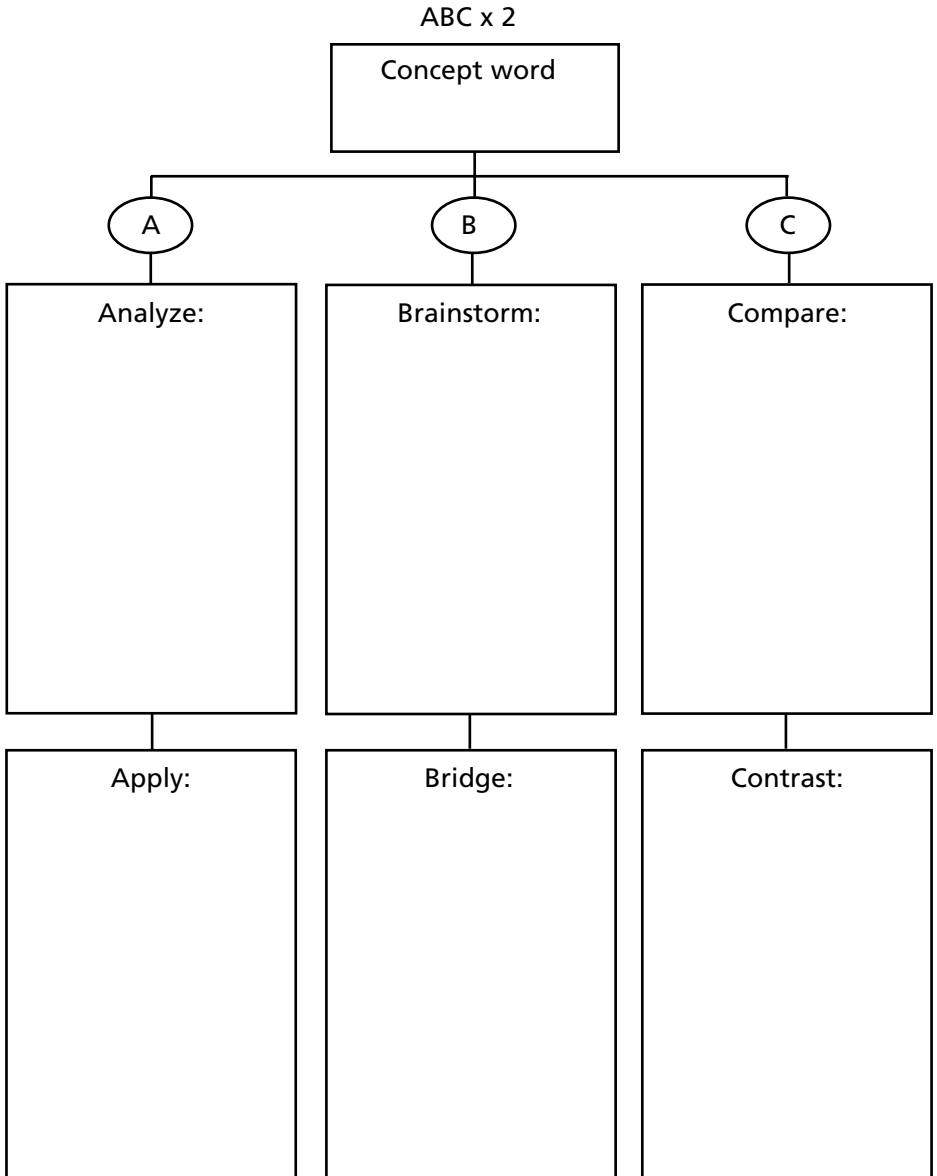 ABC x 2
Concept word
A
B
C
Analyze:
Brainstorm:
Compare:
Apply:
Bridge:
Contrast: